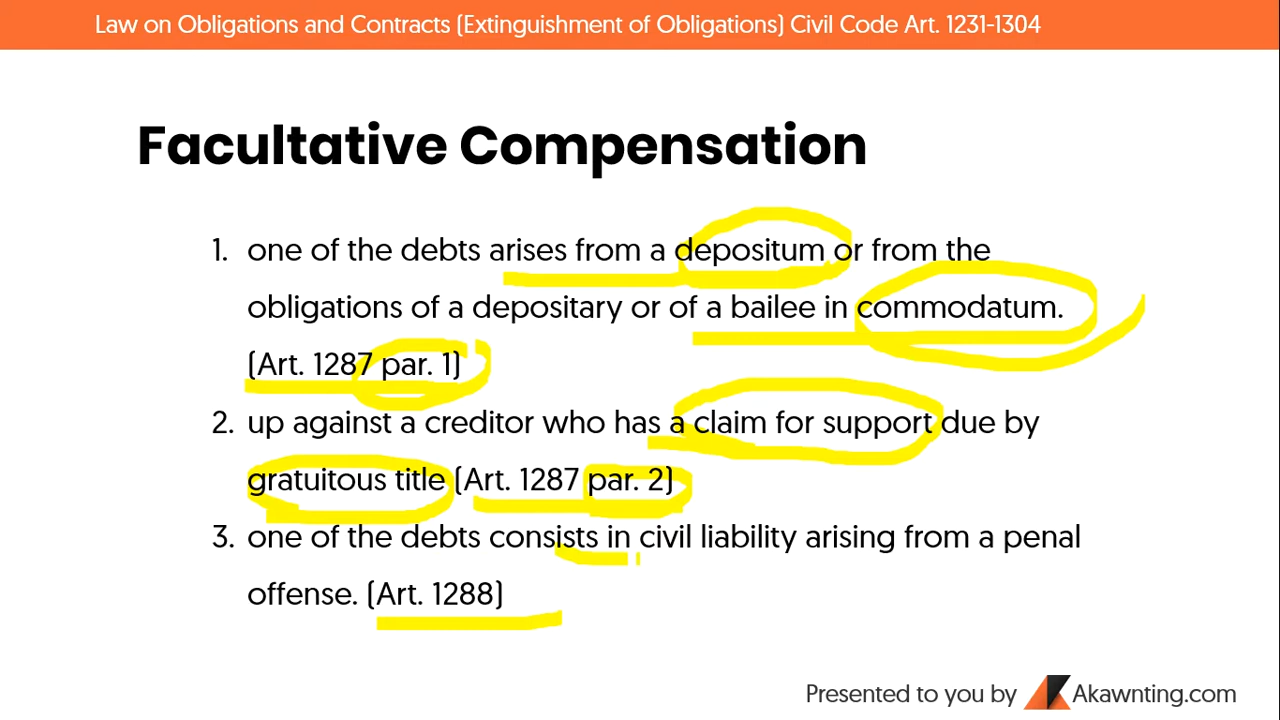 Law on Obligations and Contracts (Extinguishment of Obligations) Civil Code Art. 1231-1304
Facultative Compensation
1. one of the debts arises from a depositum or from the
obligations of a depositary or of a bailee in commodatum.
(Art. 1287 par. 1)
2. up against a creditor who has a claim for support due by
gratuitous title (Art. 1287 par. 2)
3. one of the debts consists in civil liability arising from a penal
offense. (Art. 1288)
Presented to you by Akawnting.com